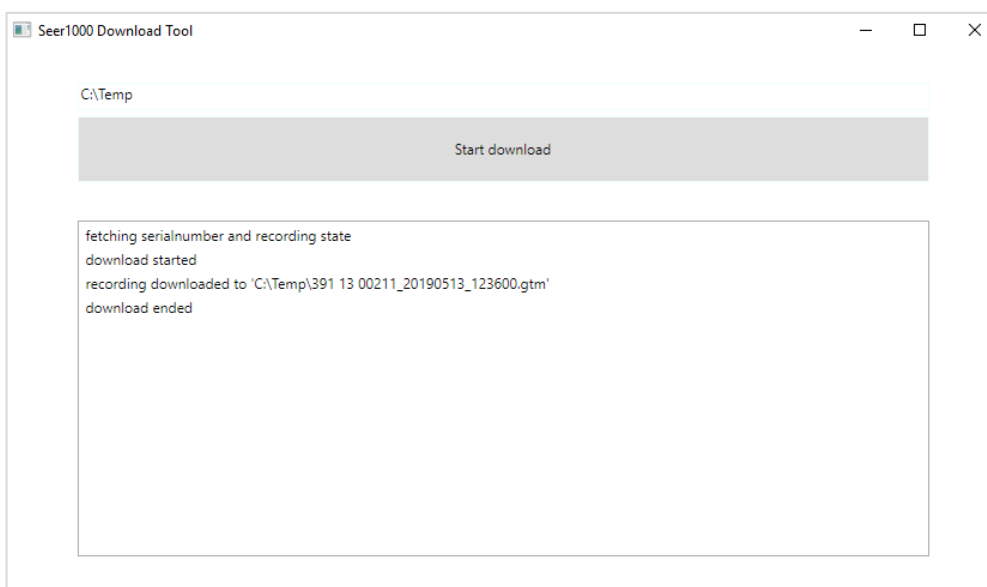 Seer1000 Download Tool
C:\Temp
Start download
fetching serialnumber and recording state
download started
recording downloaded to 'C:\Temp\391 13 00211_20190513_123600.gtm'
download ended